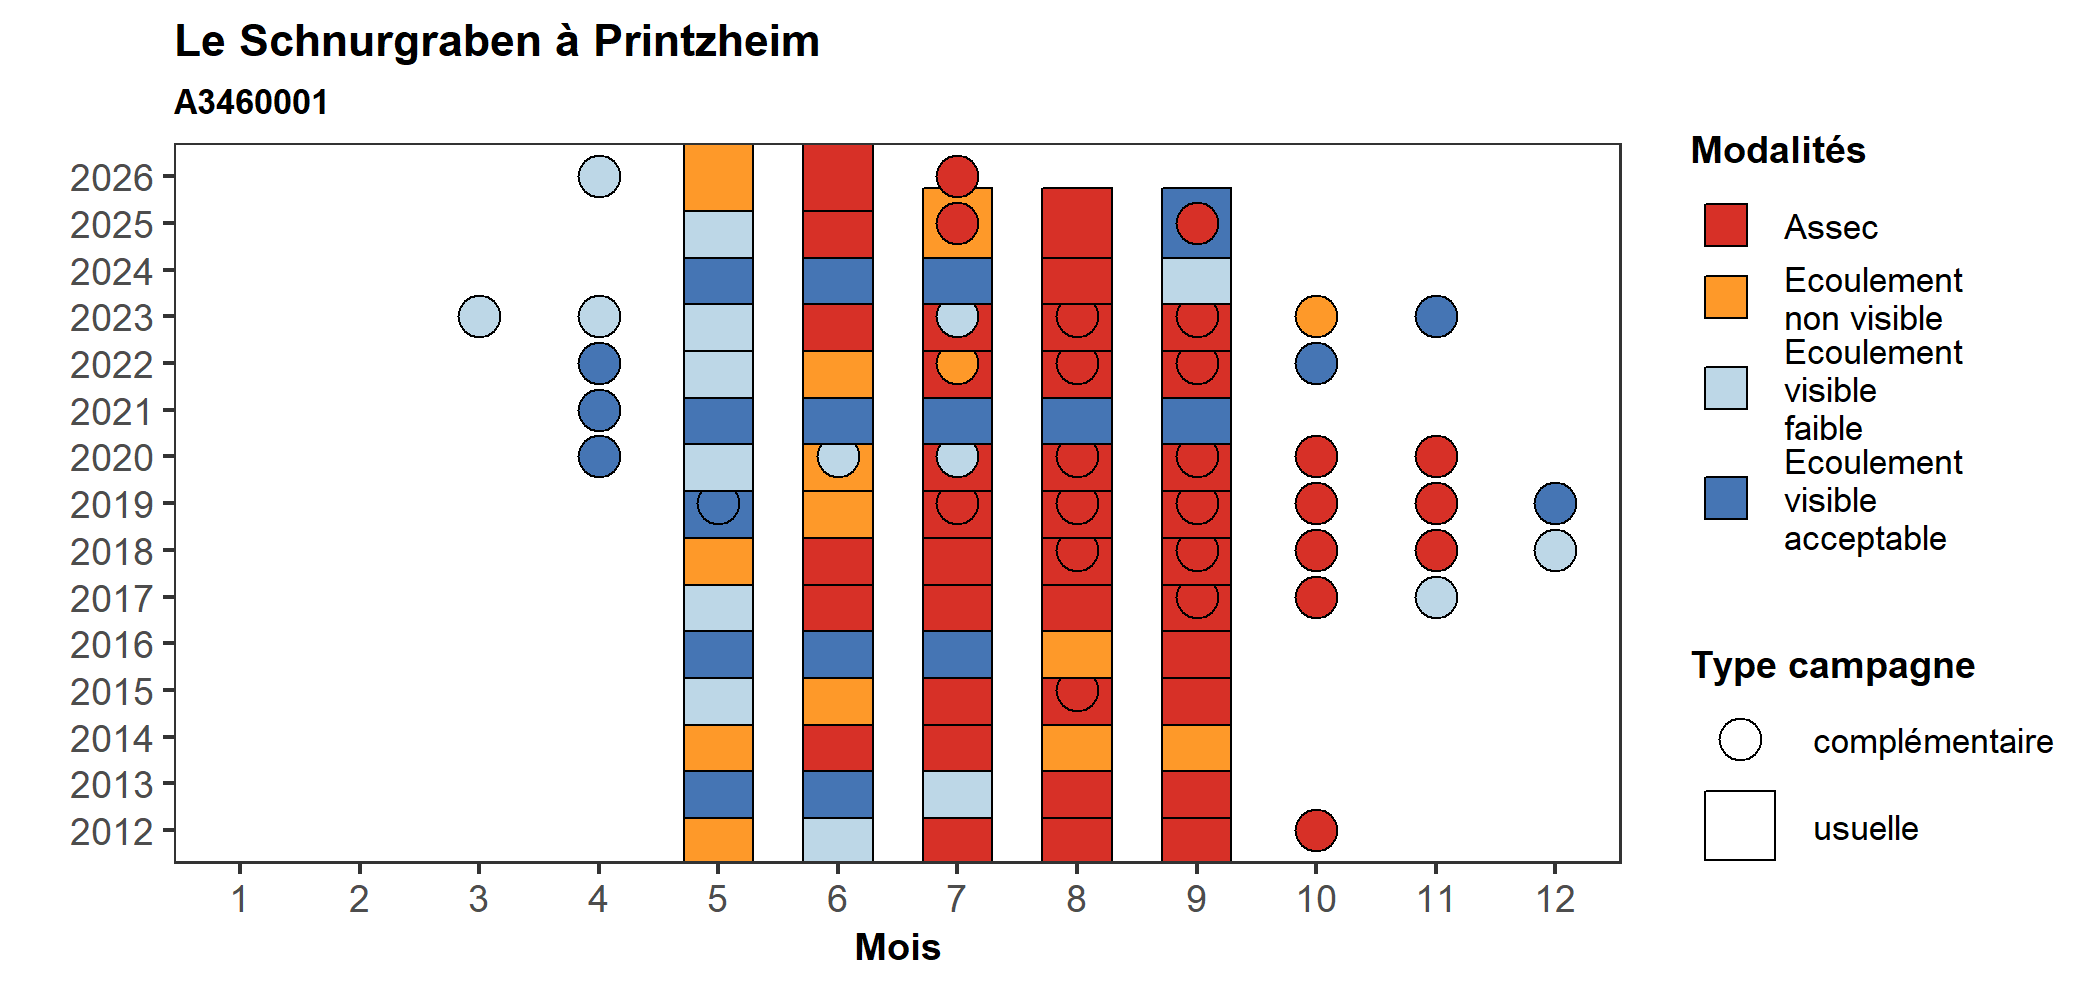 Le Schnurgraben à Printzheim
A3460001
2026
2025
2024
2023
2022
2021
2020
2019
2018
2017
2016
2015
2014
2013
2012
1 2 3 4 5 6 7 8 9 10 11 12
Mois
Modalités
Assec
Ecoulement
non visible
Ecoulement
visible
faible
Ecoulement
visible
acceptable
Type campagne
complémentaire
usuelle